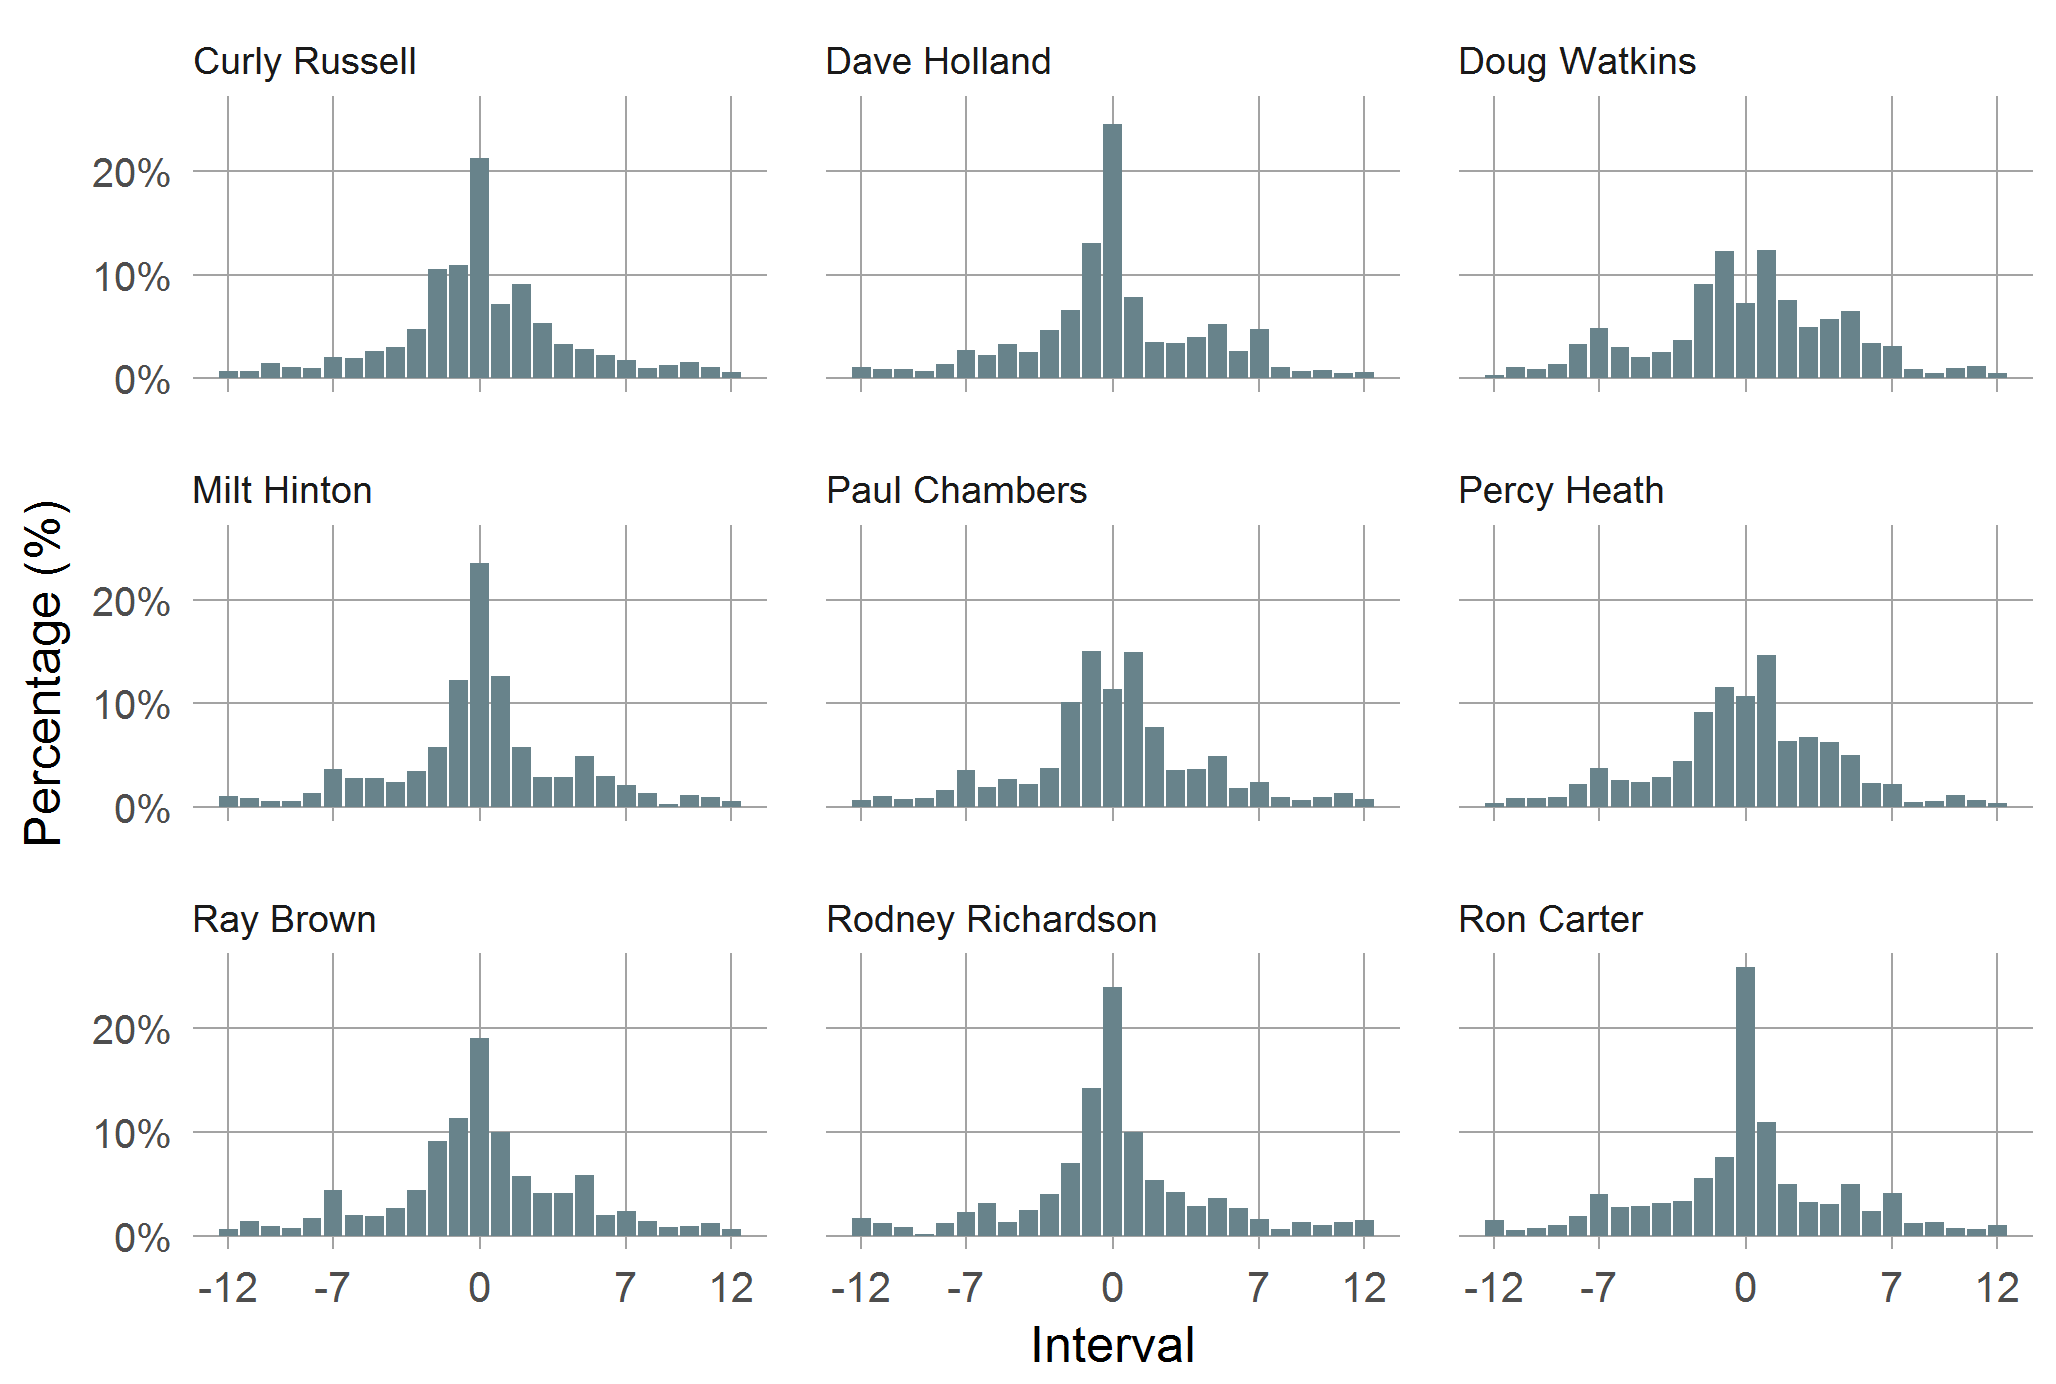 Curly Russell
Dave Holland
Doug Watkins
20%
10%
0%
Milt Hinton
Paul Chambers
Percy Heath
20%
10%
0%
Ray Brown
Rodney Richardson
Ron Carter
20%
10%
0%
-12 -7 0 7 12
-12 -7 0 7 12
-12 -7 0 7 12
Interval
Percentage (%)